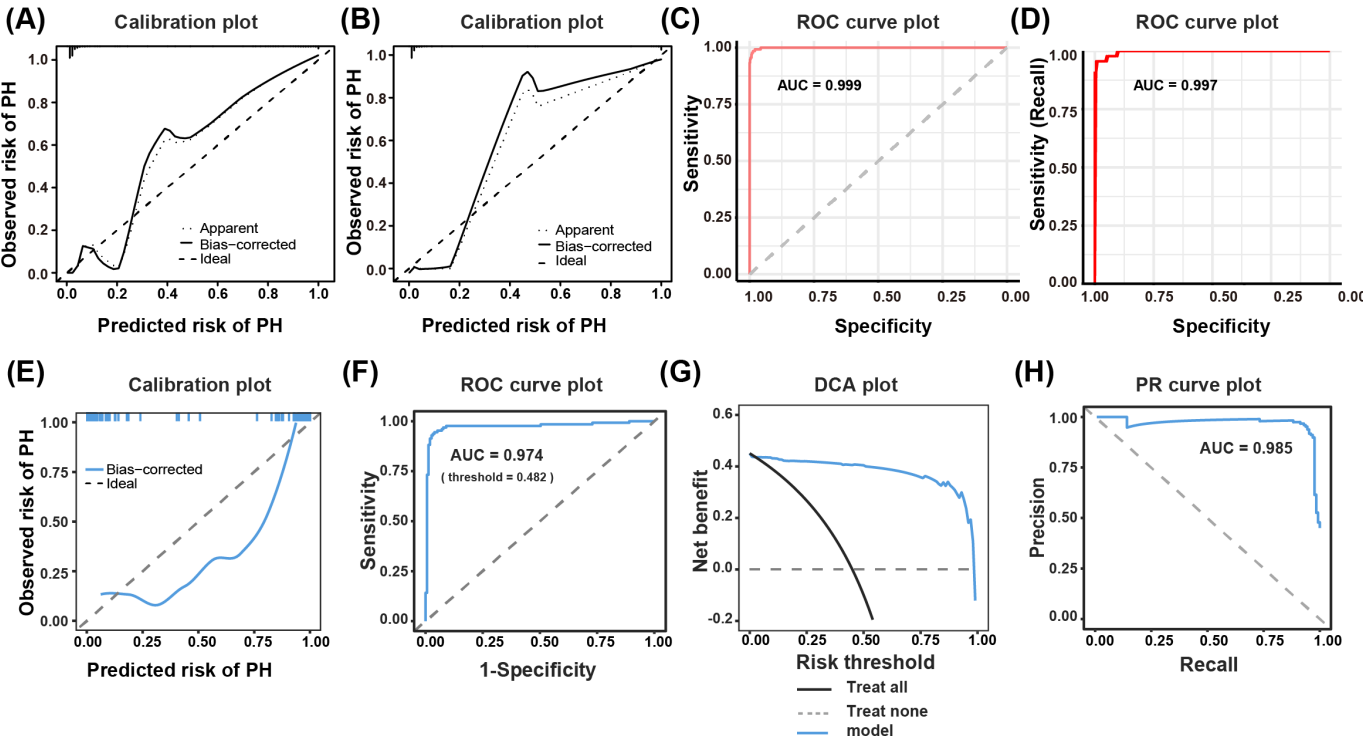 (A)
Calibration plot
Observed risk of PH
1.0
0.8
0.6
0.4
0.2
0.0
Apparent
Bias−corrected
Ideal
0.0 0.2 0.4 0.6 0.8 1.0
Predicted risk of PH
(B)
Calibration plot
Observed risk of PH
1.0
0.8
0.6
0.4
0.2
0.0
Apparent
Bias−corrected
Ideal
0.0 0.2 0.4 0.6 0.8 1.0
Predicted risk of PH
(C)
ROC curve plot
Sensitivity
1.00
0.75
0.50
0.25
0.00
AUC = 0.999
1.00 0.75 0.50 0.25 0.00
Specificity
(D)
ROC curve plot
Sensitivity (Recall)
1.00
0.75
0.50
0.25
0.00
AUC = 0.997
1.00 0.75 0.50 0.25 0.00
Specificity
(E)
Calibration plot
Observed risk of PH
1.00
0.75
0.50
0.25
0.00
Bias−corrected
Ideal
0.00 0.25 0.50 0.75 1.00
Predicted risk of PH
(F)
ROC curve plot
Sensitivity
1.00
0.75
0.50
0.25
0.00
AUC = 0.974
( threshold = 0.482 )
0.00 0.25 0.50 0.75 1.00
1-Specificity
(G)
DCA plot
Net benefit
0.6
0.4
0.2
0.0
-0.2
0.00 0.25 0.50 0.75 1.00
Risk threshold
Treat all
Treat none
model
(H)
PR curve plot
Precision
1.00
0.75
0.50
0.25
0.00
AUC = 0.985
0.00 0.25 0.50 0.75 1.00
Recall